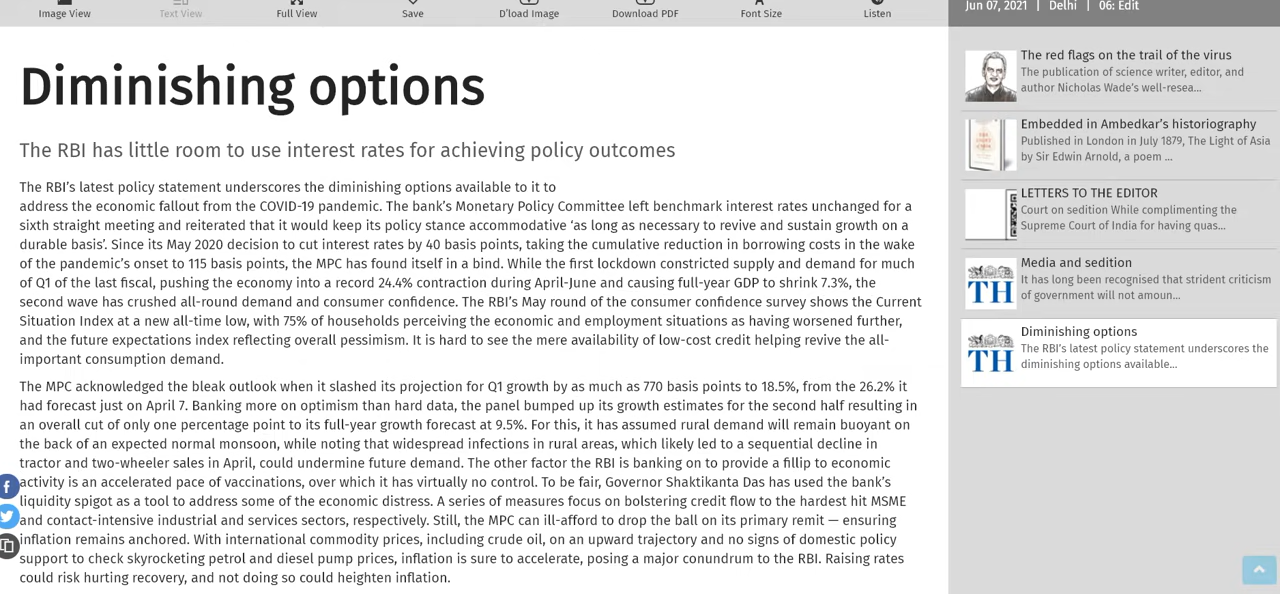 Image View
Text View
Full View
Save
D'load Image
Download PDF
Font Size
Listen
Jun 07, 2021 | Delhi | 06: Edit
Diminishing options
The RBI has little room to use interest rates for achieving policy outcomes
The RBI's latest policy statement underscores the diminishing options available to it to
address the economic fallout from the COVID-19 pandemic. The bank's Monetary Policy Committee left benchmark interest rates unchanged for a
sixth straight meeting and reiterated that it would keep its policy stance accommodative 'as long as necessary to revive and sustain growth on a
durable basis'. Since its May 2020 decision to cut interest rates by 40 basis points, taking the cumulative reduction in borrowing costs in the wake
of the pandemic's onset to 115 basis points, the MPC has found itself in a bind. While the first lockdown constricted supply and demand for much
of Q1 of the last fiscal, pushing the economy into a record 24.4% contraction during April-June and causing full-year GDP to shrink 7.3%, the
second wave has crushed all-round demand and consumer confidence. The RBI's May round of the consumer confidence survey shows the Current
Situation Index at a new all-time low, with 75% of households perceiving the economic and employment situations as having worsened further,
and the future expectations index reflecting overall pessimism. It is hard to see the mere availability of low-cost credit helping revive the all-
important consumption demand.
The MPC acknowledged the bleak outlook when it slashed its projection for Q1 growth by as much as 770 basis points to 18.5%, from the 26.2% it
had forecast just on April 7. Banking more on optimism than hard data, the panel bumped up its growth estimates for the second half resulting in
an overall cut of only one percentage point to its full-year growth forecast at 9.5%. For this, it has assumed rural demand will remain buoyant on
the back of an expected normal monsoon, while noting that widespread infections in rural areas, which likely led to a sequential decline in
tractor and two-wheeler sales in April, could undermine future demand. The other factor the RBI is banking on to provide a fillip to economic
activity is an accelerated pace of vaccinations, over which it has virtually no control. To be fair, Governor Shaktikanta Das has used the bank's
liquidity spigot as a tool to address some of the economic distress. A series of measures focus on bolstering credit flow to the hardest hit MSME
and contact-intensive industrial and services sectors, respectively. Still, the MPC can ill-afford to drop the ball on its primary remit — ensuring
inflation remains anchored. With international commodity prices, including crude oil, on an upward trajectory and no signs of domestic policy
support to check skyrocketing petrol and diesel pump prices, inflation is sure to accelerate, posing a major conundrum to the RBI. Raising rates
could risk hurting recovery, and not doing so could heighten inflation.
The red flags on the trail of the virus
The publication of science writer, editor, and
author Nicholas Wade's well-resea...
Embedded in Ambedkar's historiography
Published in London in July 1879, The Light of Asia
by Sir Edwin Arnold, a poem ...
LETTERS TO THE EDITOR
Court on sedition While complimenting the
Supreme Court of India for having quas...
Media and sedition
It has long been recognised that strident criticism
of government will not amoun...
TH
Diminishing options
The RBI's latest policy statement underscores the
diminishing options available...
TH